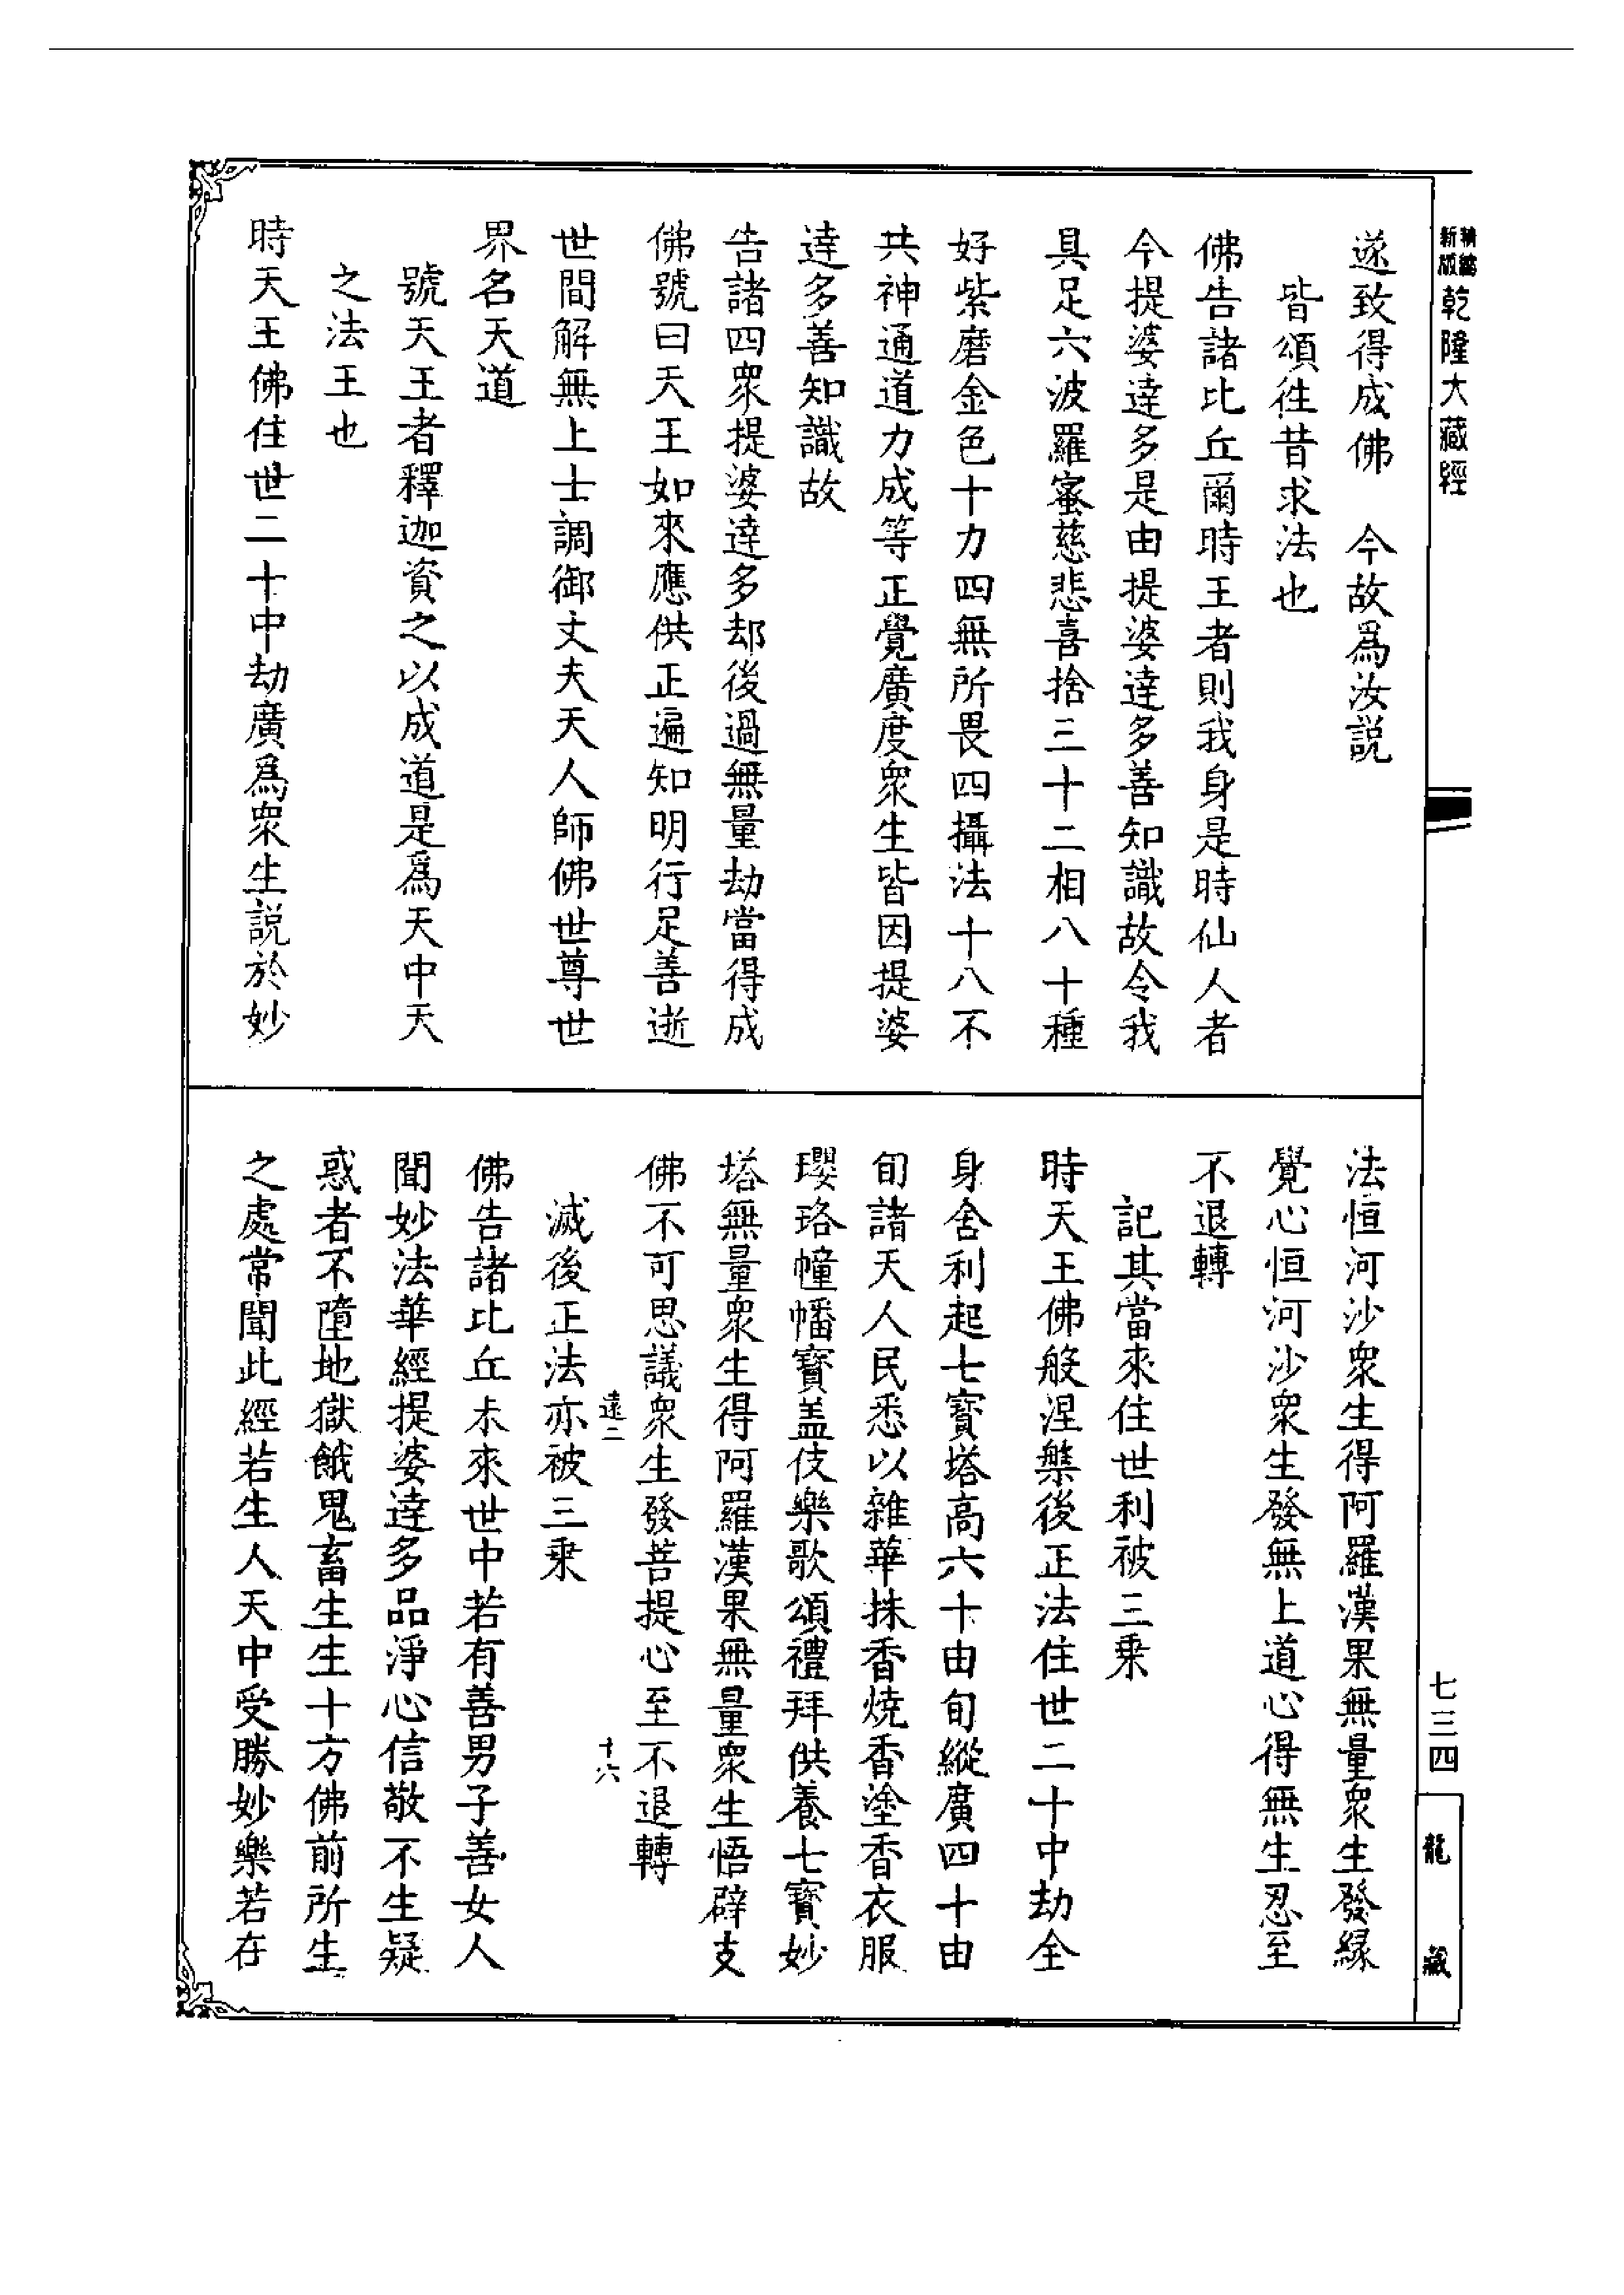 新編
新版
乾隆大藏經
遂致得成佛　今故為汝説
皆頌往昔求法也
佛告諸比丘爾時王者則我身是時仙人者
今提婆達多是由提婆達多善知識故令我
具足六波羅蜜慈悲喜捨三十二相八十種
好紫磨金色十力四無所畏四攝法十八不
共神通道力成等正覺廣度衆生皆因提婆
達多善知識故
告諸四衆提婆達多却後過無量劫當得成
佛號曰天王如來應供正遍知明行足善逝
世間解無上士調御丈夫天人師佛世尊世
界名天道
號天王者釋迦資之以成道是爲天中天
之法王也
時天王佛住世二十中劫廣爲衆生説於妙
法恒河沙衆生得阿羅漢果無量衆生發緣
覺心恒河沙衆生發無上道心得無生忍至
不退轉
記其當來住世利被三乘
時天王佛般涅槃後正法住世二十中劫全
身舍利起七寶塔高六十由旬縱廣四十由
旬諸天人民悉以雜華抹香燒香塗香衣服
瓔珞幢幡寶盖伎樂歌頌禮拜供養七寶妙
塔無量衆生得阿羅漢果無量衆生悟辟支
佛不可思議衆生發菩提心至不退轉
遠二
十六
滅後正法亦被三乘
佛告諸比丘未來世中若有善男子善女人
聞妙法華經提婆達多品淨心信敬不生疑
惑者不墮地獄餓鬼畜生生十方佛前所生
之處常聞此經若生人天中受勝妙樂若在
七三四
龍藏